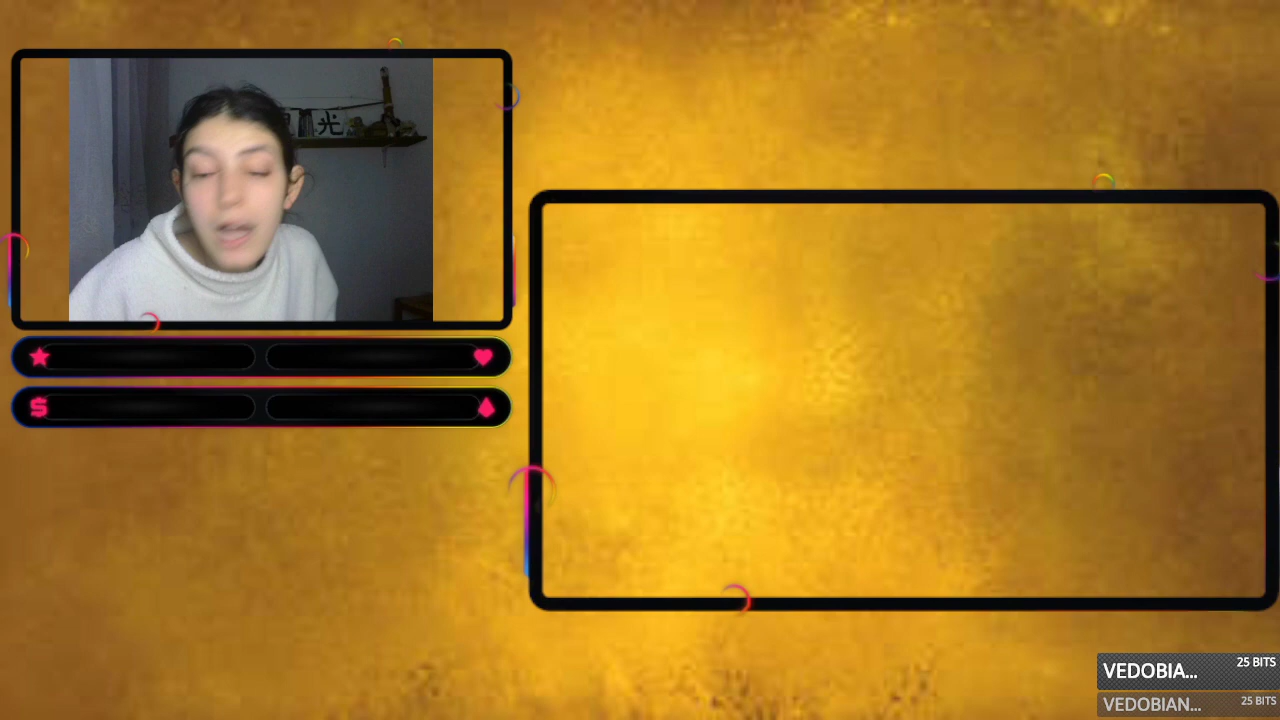 光
$
VEDOBIA... 25 BITS
VEDOBIAN... 25 BITS